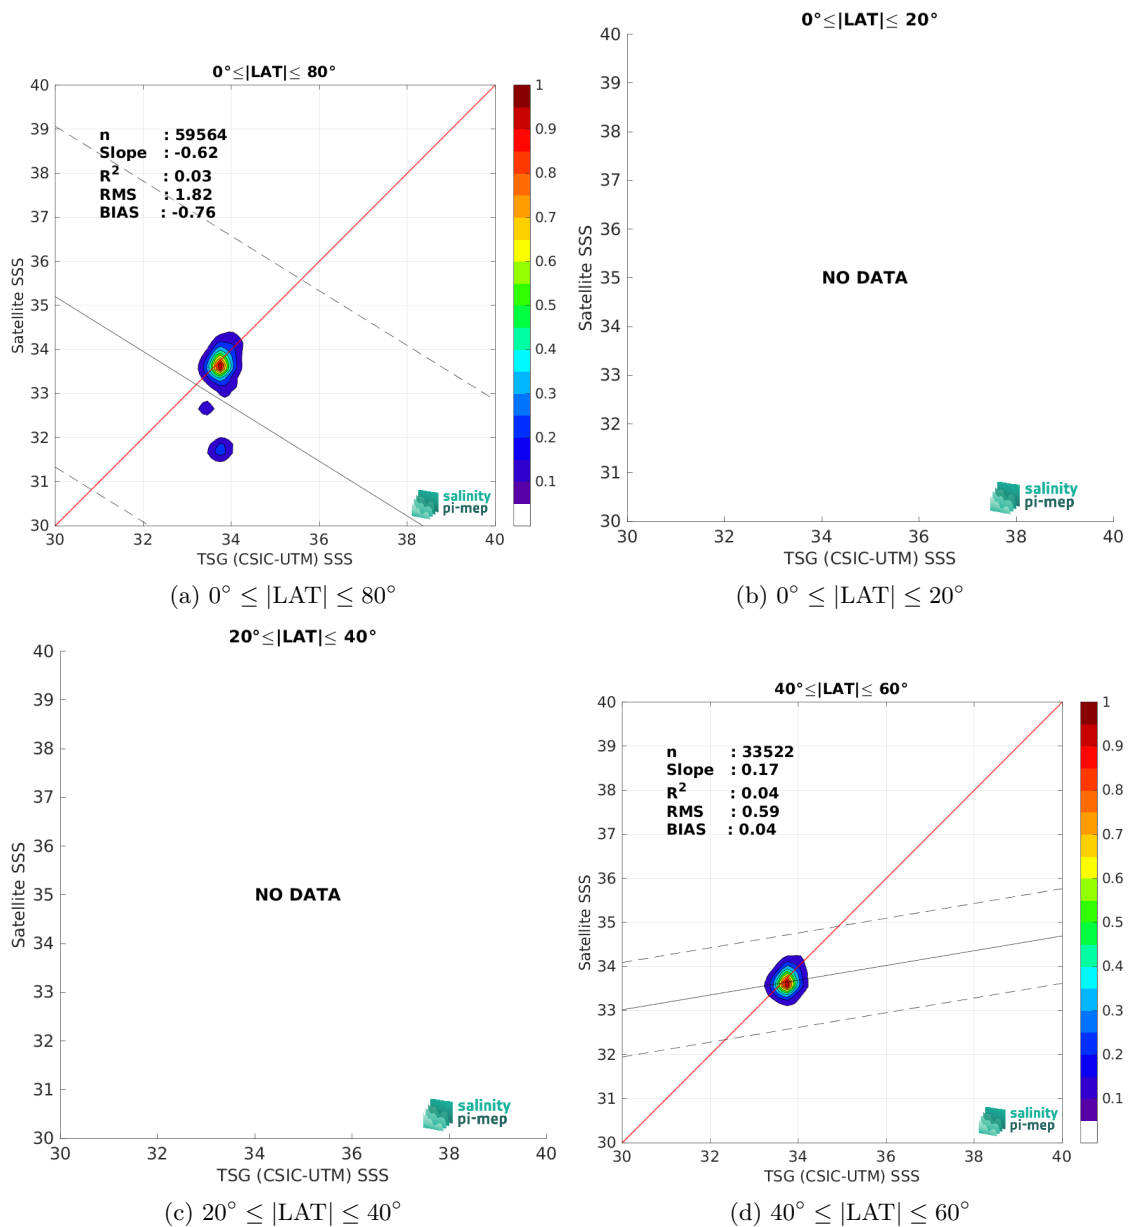 0°≤|LAT|≤ 80°
n : 59564
Slope : -0.62
R² : 0.03
RMS : 1.82
BIAS : -0.76
40
39
38
37
36
35
34
33
32
31
30
Satellite SSS
30 32 34 36 38 40
TSG (CSIC-UTM) SSS
1
0.9
0.8
0.7
0.6
0.5
0.4
0.3
0.2
0.1
salinity
pi-mep
(a) 0° ≤ |LAT| ≤ 80°
0°≤|LAT|≤ 20°
40
39
38
37
36
35
34
33
32
31
30
Satellite SSS
NO DATA
30 32 34 36 38 40
TSG (CSIC-UTM) SSS
salinity
pi-mep
(b) 0° ≤ |LAT| ≤ 20°
20°≤|LAT|≤ 40°
40
39
38
37
36
35
34
33
32
31
30
Satellite SSS
NO DATA
30 32 34 36 38 40
TSG (CSIC-UTM) SSS
salinity
pi-mep
(c) 20° ≤ |LAT| ≤ 40°
40°≤|LAT|≤ 60°
n : 33522
Slope : 0.17
R² : 0.04
RMS : 0.59
BIAS : 0.04
40
39
38
37
36
35
34
33
32
31
30
Satellite SSS
30 32 34 36 38 40
TSG (CSIC-UTM) SSS
1
0.9
0.8
0.7
0.6
0.5
0.4
0.3
0.2
0.1
salinity
pi-mep
(d) 40° ≤ |LAT| ≤ 60°